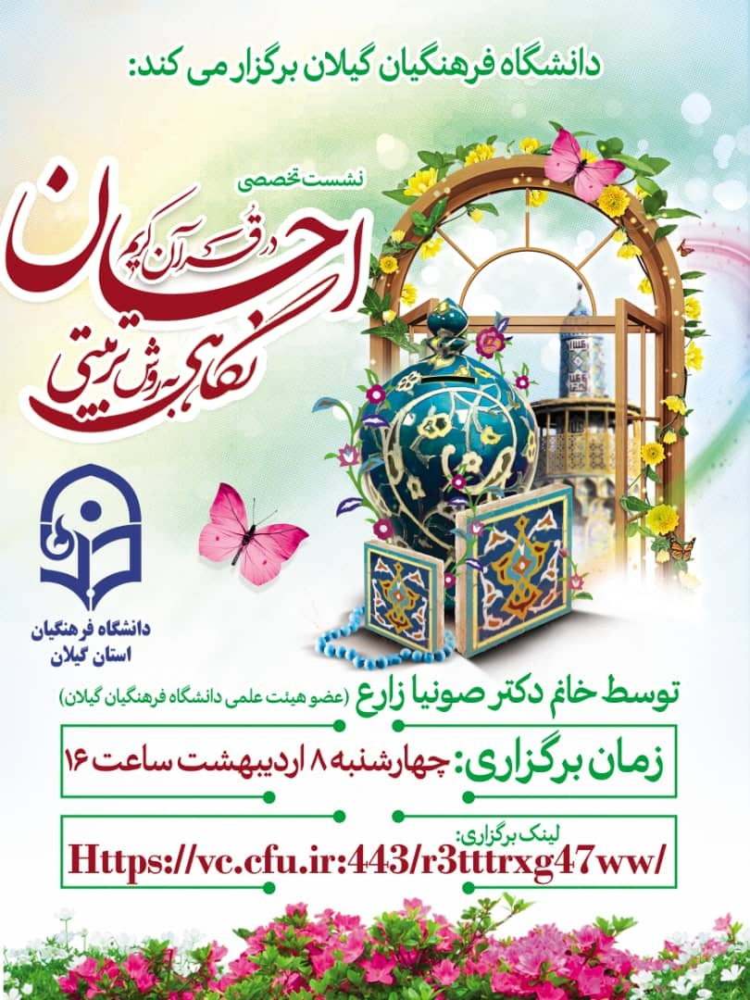 دانشگاه فرهنگیان گیلان برگزار می کند:
نشست تخصصی
احسان
در قرآن کریم
نگاهی به روش تربیتی
دانشگاه فرهنگیان
استان گیلان
توسط خانم دکتر صونیا زارع (عضو هیئت علمی دانشگاه فرهنگیان گیلان)
زمان برگزاری: چهارشنبه ۸ اردیبهشت ساعت ۱۶
لینک برگزاری:
Https://vc.cfu.ir:443/r3tttrxg47ww/